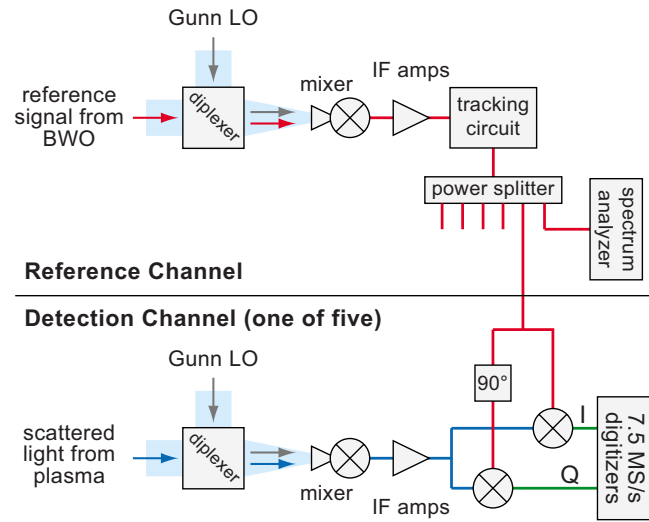 Gunn LO
reference
signal from
BWO
diplexer
mixer
IF amps
tracking
circuit
power splitter
spectrum
analyzer
Reference Channel
Detection Channel (one of five)
Gunn LO
scattered
light from
plasma
diplexer
mixer
IF amps
90°
I
Q
7.5 MS/s
digitizers